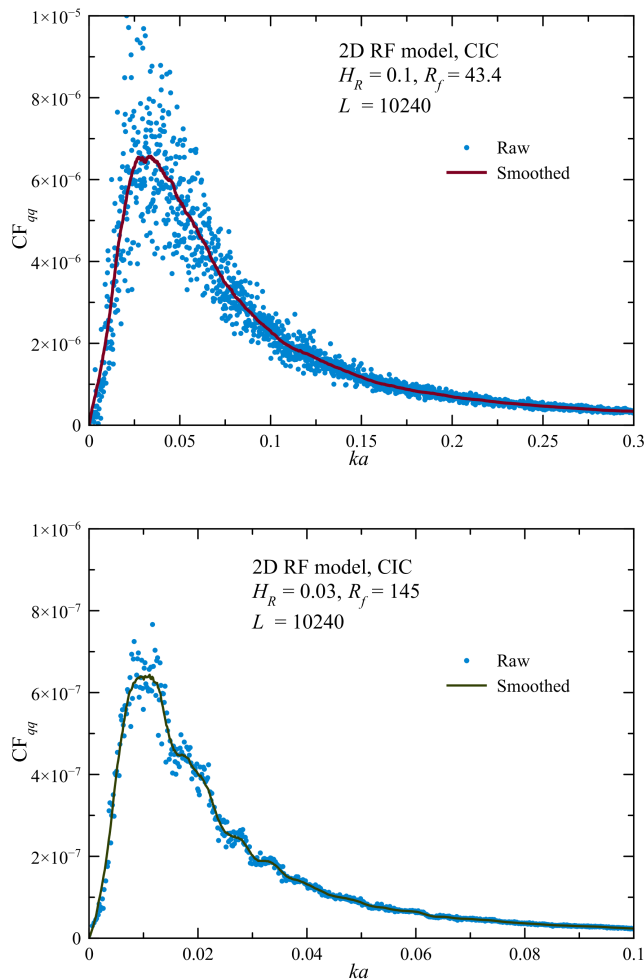 1×10⁻⁵
8×10⁻⁶
6×10⁻⁶
4×10⁻⁶
2×10⁻⁶
0
CF_qq
2D RF model, CIC
H_R = 0.1, R_f = 43.4
L = 10240
Raw
Smoothed
0 0.05 0.1 0.15 0.2 0.25 0.3
ka
1×10⁻⁶
8×10⁻⁷
6×10⁻⁷
4×10⁻⁷
2×10⁻⁷
0
CF_qq
2D RF model, CIC
H_R = 0.03, R_f = 145
L = 10240
Raw
Smoothed
0 0.02 0.04 0.06 0.08 0.1
ka